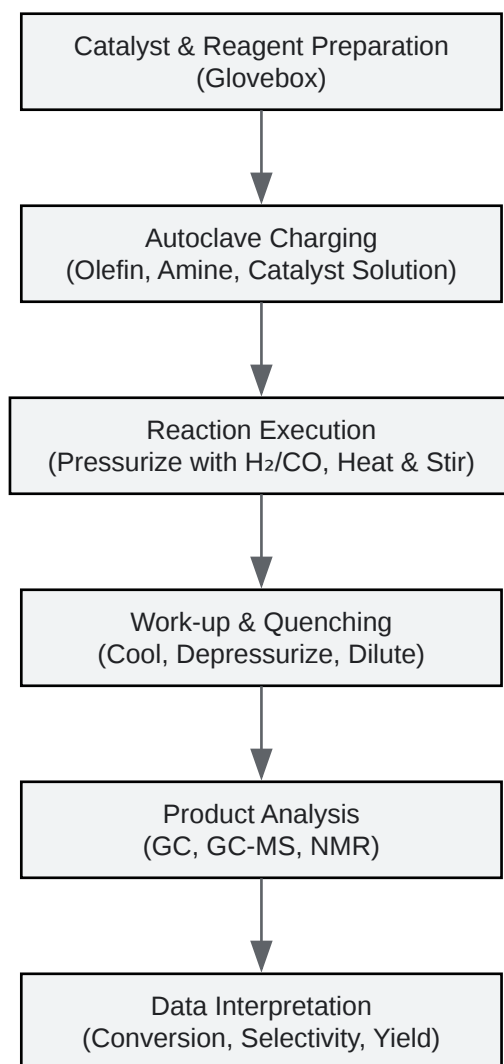 Catalyst & Reagent Preparation
(Glovebox)
Autoclave Charging
(Olefin, Amine, Catalyst Solution)
Reaction Execution
(Pressurize with H₂/CO, Heat & Stir)
Work-up & Quenching
(Cool, Depressurize, Dilute)
Product Analysis
(GC, GC-MS, NMR)
Data Interpretation
(Conversion, Selectivity, Yield)